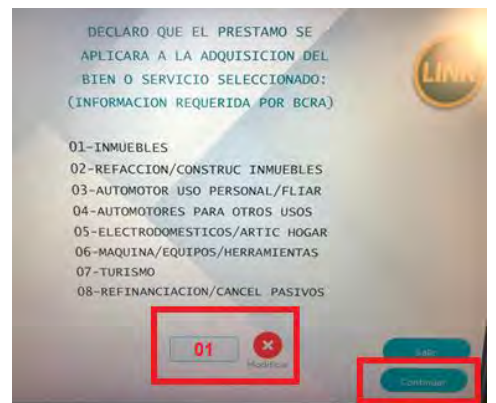 DECLARO QUE EL PRESTAMO SE
APLICARA A LA ADQUISICION DEL
BIEN O SERVICIO SELECCIONADO:
(INFORMACION REQUERIDA POR BCRA)
LINK
01-INMUEBLES
02-REFACCION/CONSTRUC INMUEBLES
03-AUTOMOTOR USO PERSONAL/FLIAR
04-AUTOMOTORES PARA OTROS USOS
05-ELECTRODOMESTICOS/ARTIC HOGAR
06-MAQUINA/EQUIPOS/HERRAMIENTAS
07-TURISMO
08-REFINANCIACION/CANCEL PASIVOS
01
Modificar
Salir
Continuar